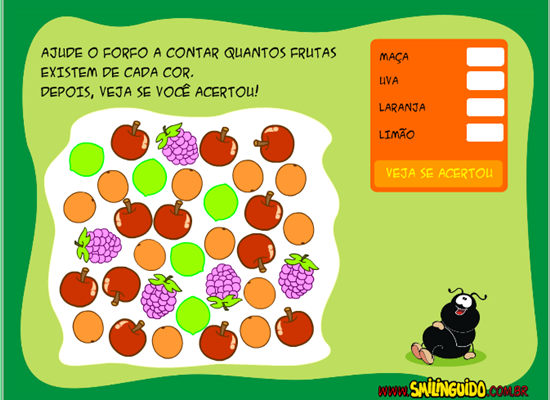 AJUDE O FORFO A CONTAR QUANTOS FRUTAS
EXISTEM DE CADA COR.
DEPOIS, VEJA SE VOCÊ ACERTOU!
MAÇA
UVA
LARANJA
LIMÃO
VEJA SE ACERTOU
www.SMILINGUIDO.COM.BR